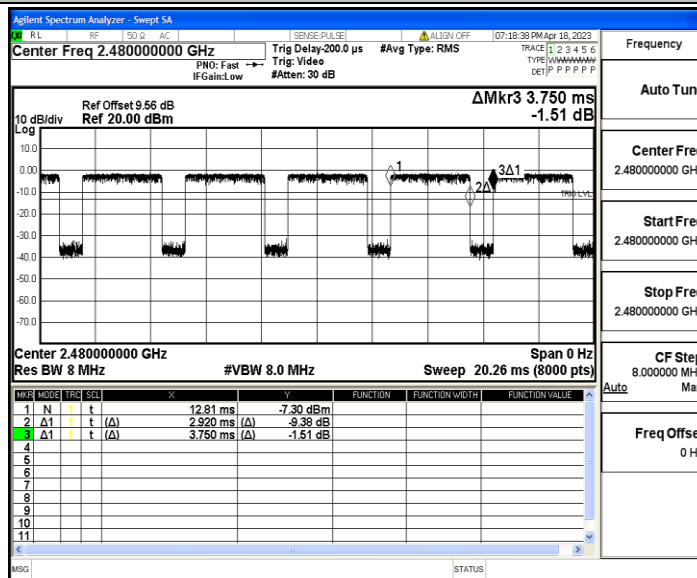 Agilent Spectrum Analyzer - Swept SA
RL RF 50 Ω AC SENSE:PULSE ALIGN OFF 07:18:38 PM Apr 18, 2023
Center Freq 2.480000000 GHz
PNO: Fast
IFGain:Low
Trig Delay-200.0 µs
Trig: Video
#Atten: 30 dB
#Avg Type: RMS
TRACE 1 2 3 4 5 6
TYPE
DET P P P P P P
Frequency
Auto Tun
Center Fre
2.480000000 GH
Start Fre
2.480000000 GH
Stop Fre
2.480000000 GH
CF Step
8.000000 MH
Auto Ma
Freq Offse
0 H
ΔMkr3 3.750 ms
-1.51 dB
Ref Offset 9.56 dB
10 dB/div Ref 20.00 dBm
Log
10.0
0.00
-10.0
-20.0
-30.0
-40.0
-50.0
-60.0
-70.0
1
2Δ
3Δ1
TRIG LVL
Center 2.480000000 GHz Span 0 Hz
Res BW 8 MHz #VBW 8.0 MHz Sweep 20.26 ms (8000 pts)
MKR MODE TRC SCL X Y FUNCTION FUNCTION WIDTH FUNCTION VALUE
1 N t 12.81 ms -7.30 dBm
2 Δ1 t (Δ) 2.920 ms (Δ) -9.38 dB
3 Δ1 t (Δ) 3.750 ms (Δ) -1.51 dB
4
5
6
7
8
9
10
11
MSG STATUS